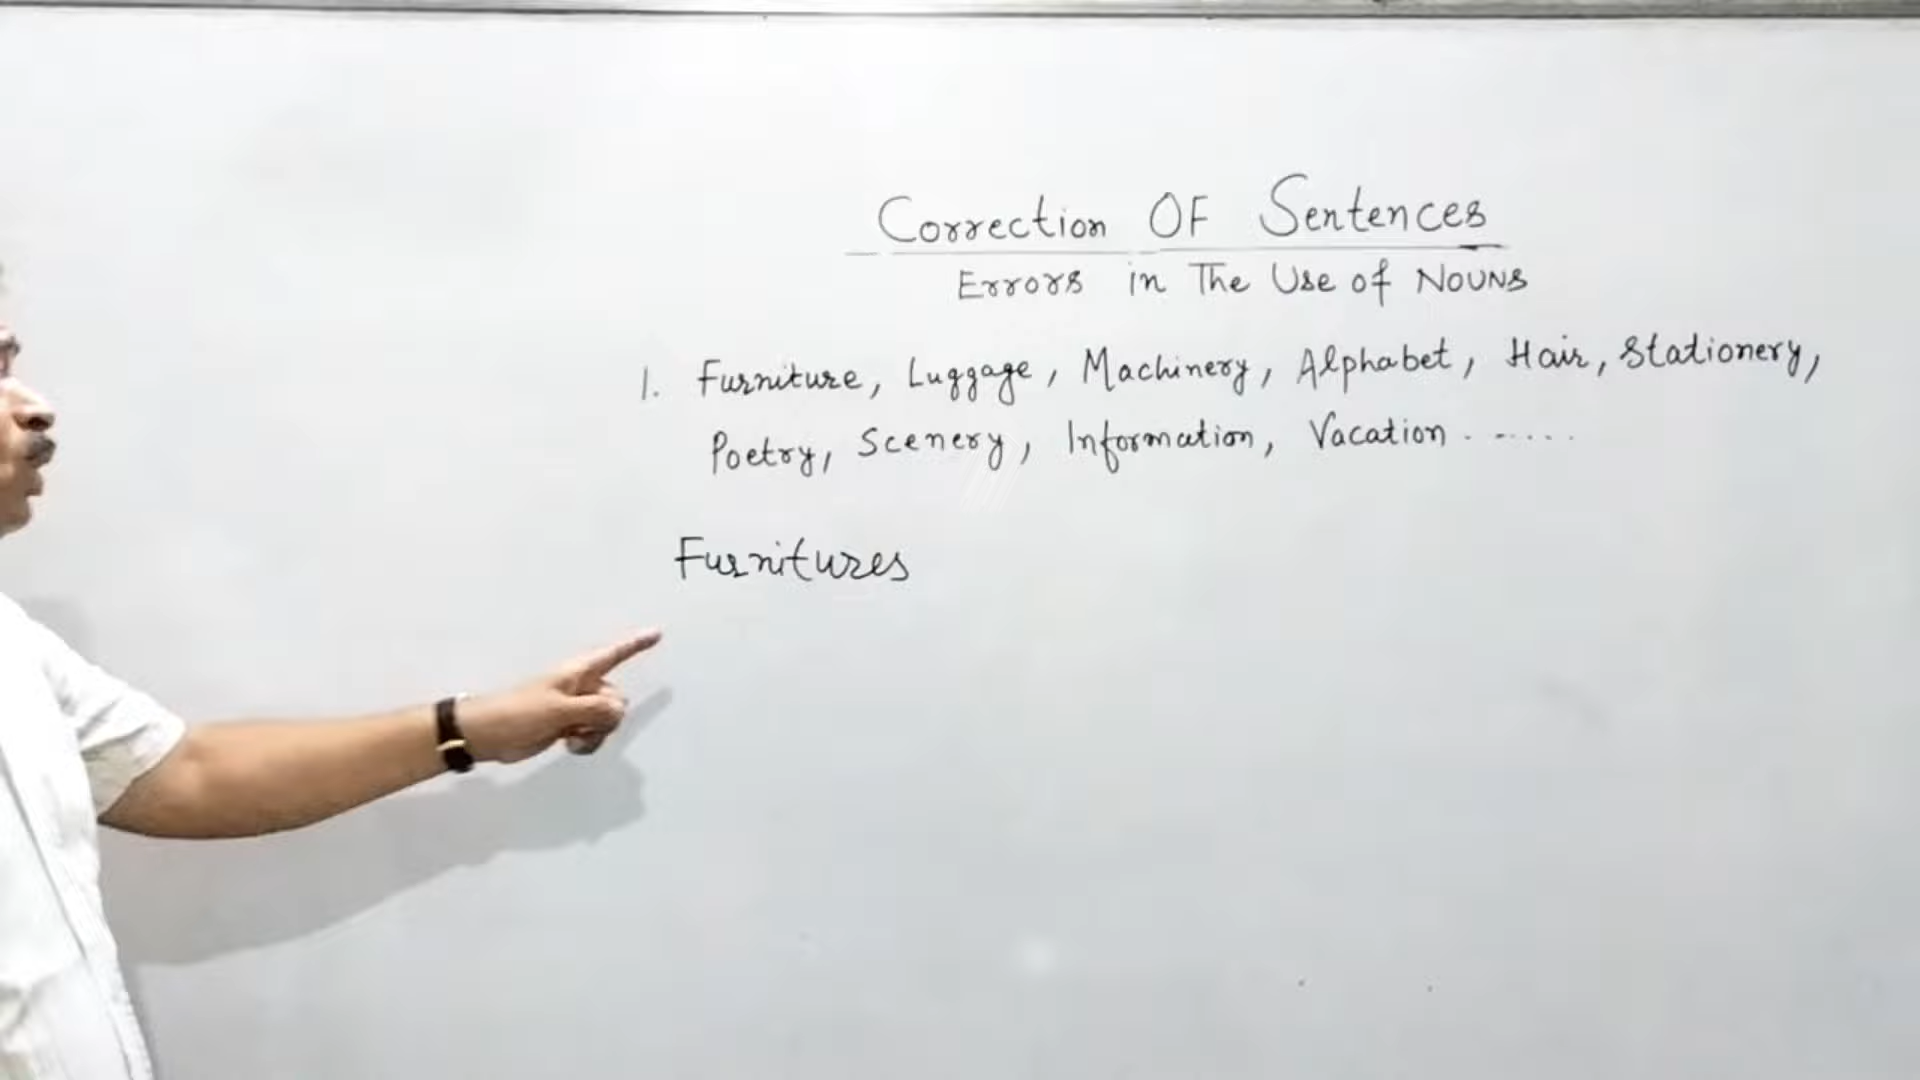 Correction OF Sentences
Errors in The Use of NOUNS
1. Furniture, Luggage, Machinery, Alphabet, Hair, Stationery,
Poetry, Scenery, Information, Vacation . - .....
Furnitures